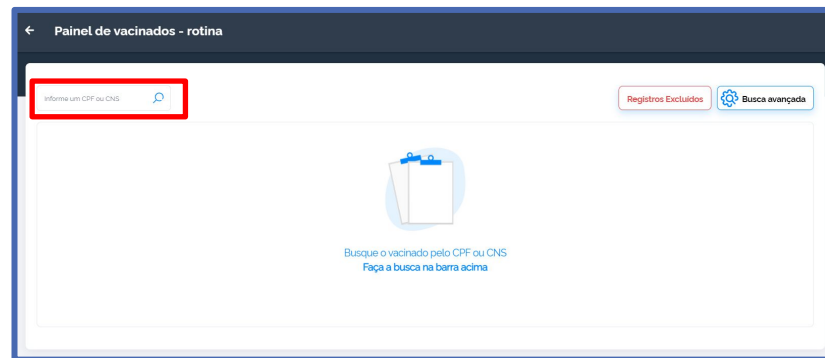 Painel de vacinados - rotina
Informe um CPF ou CNS
Registros Excluídos
Busca avançada
Busque o vacinado pelo CPF ou CNS
Faça a busca na barra acima